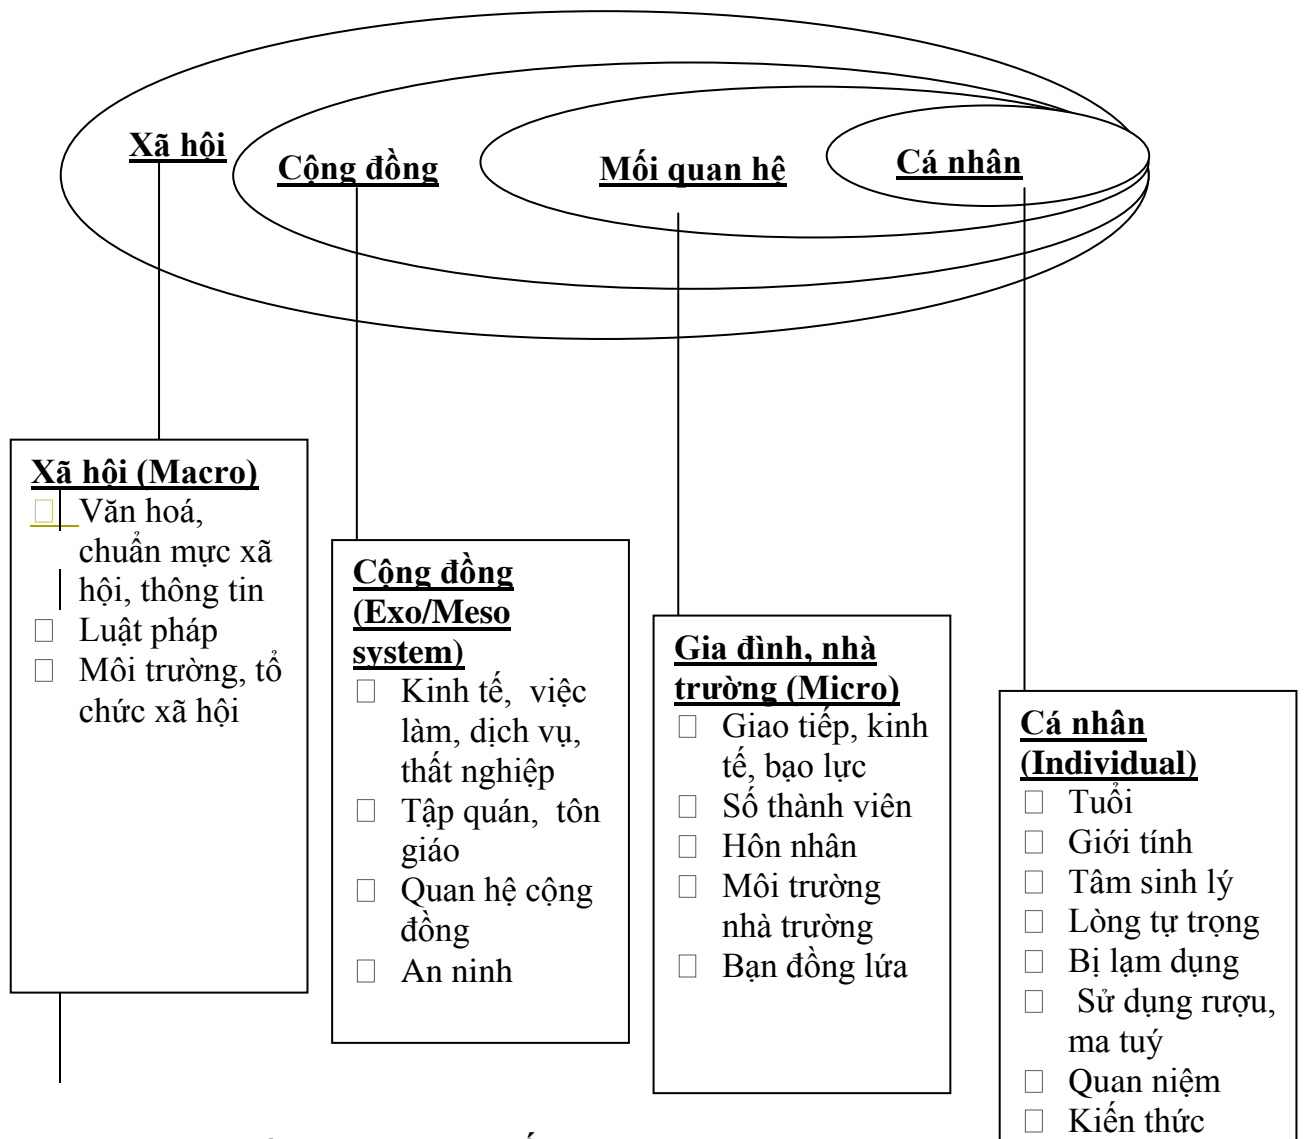 Xã hội
Cộng đồng
Mối quan hệ
Cá nhân
Xã hội (Macro)
Văn hoá,
chuẩn mực xã
hội, thông tin
Luật pháp
Môi trường, tổ
chức xã hội
Cộng đồng
(Exo/Meso
system)
Kinh tế, việc
làm, dịch vụ,
thất nghiệp
Tập quán, tôn
giáo
Quan hệ cộng
đồng
An ninh
Gia đình, nhà
trường (Micro)
Giao tiếp, kinh
tế, bạo lực
Số thành viên
Hôn nhân
Môi trường
nhà trường
Bạn đồng lứa
Cá nhân
(Individual)
Tuổi
Giới tính
Tâm sinh lý
Lòng tự trọng
Bị lạm dụng
Sử dụng rượu,
ma tuý
Quan niệm
Kiến thức